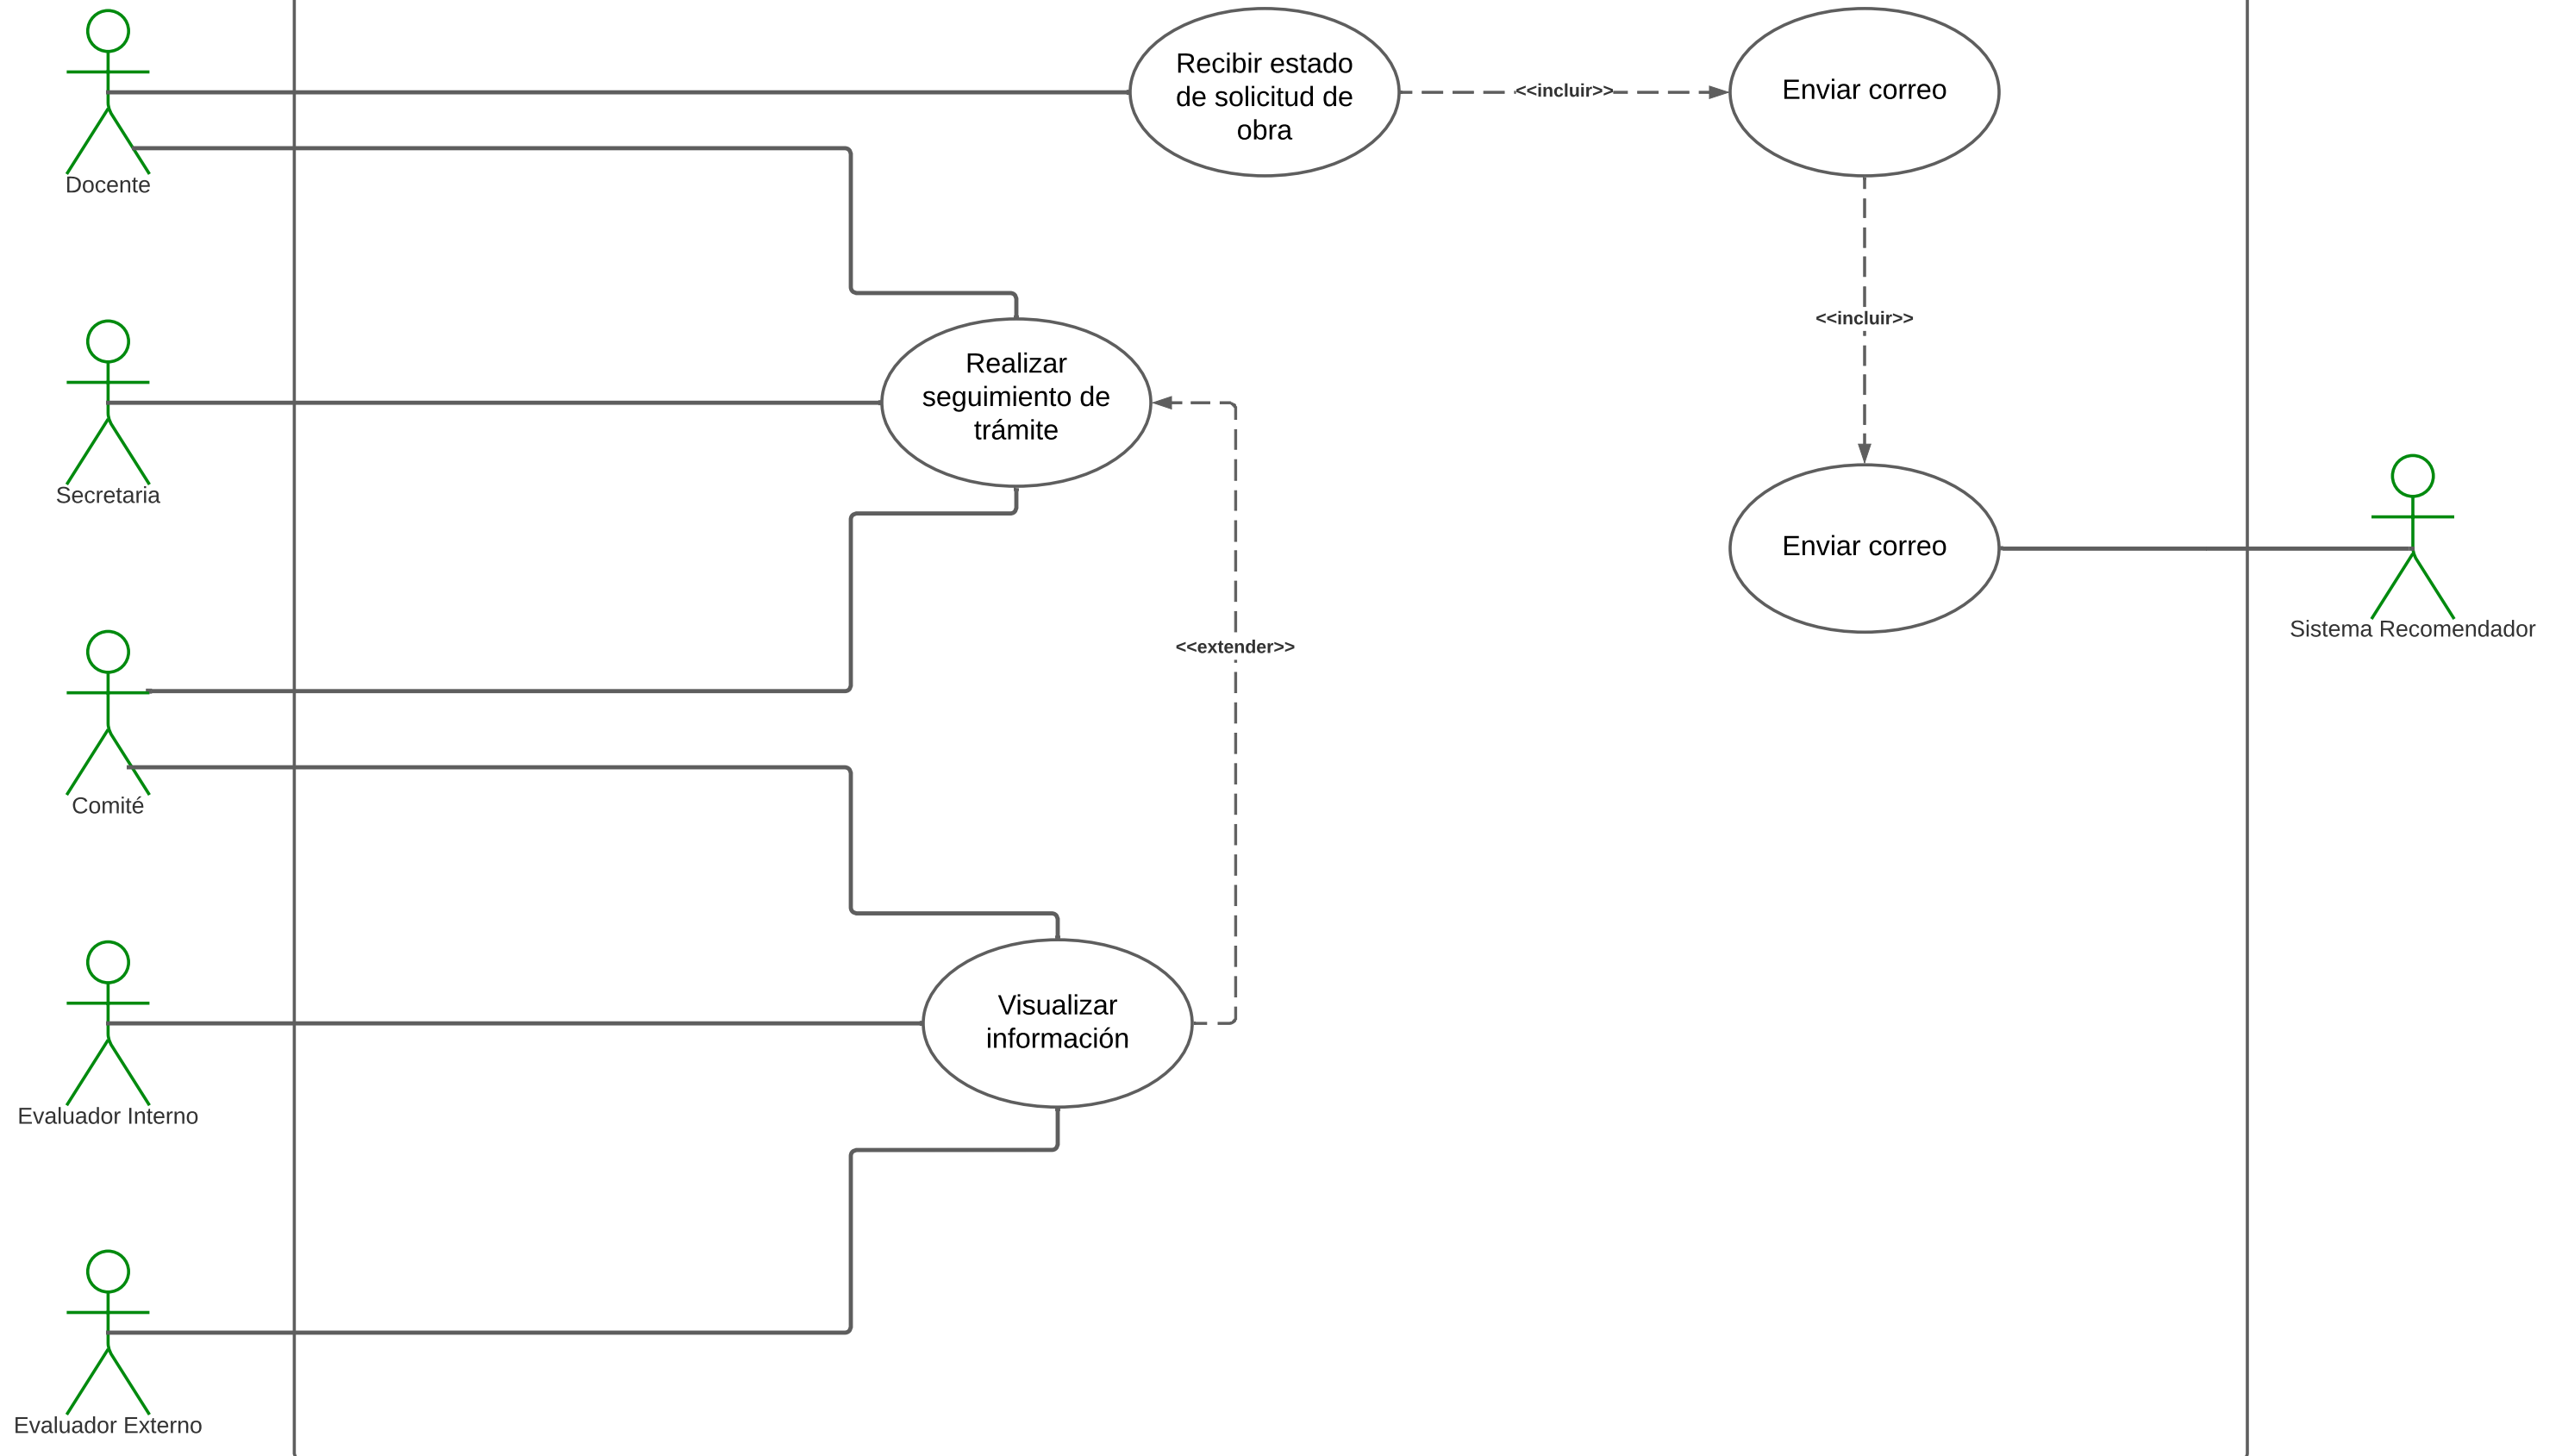 Recibir estado
de solicitud de
obra
<<incluir>>
Enviar correo
Docente
<<incluir>>
Realizar
seguimiento de
trámite
Secretaria
Enviar correo
Sistema Recomendador
<<extender>>
Comité
Visualizar
información
Evaluador Interno
Evaluador Externo